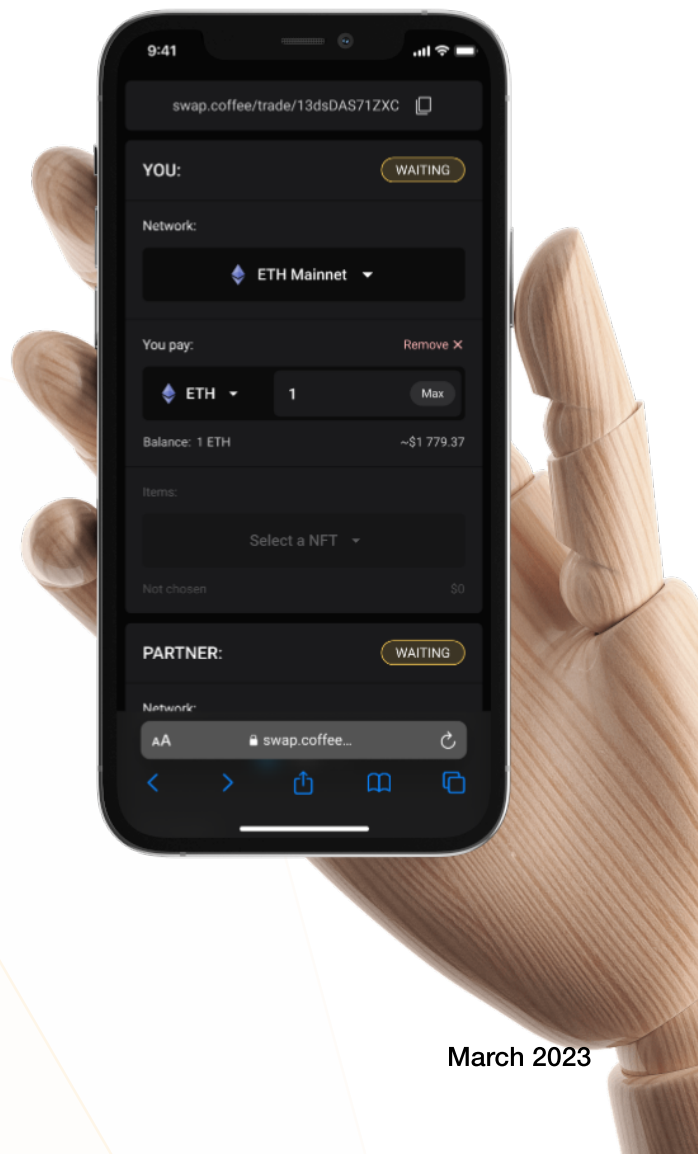 9:41
swap.coffee/trade/13dsDAS71ZXC
YOU:
WAITING
Network:
ETH Mainnet
You pay:
Remove ×
ETH
1
Max
Balance: 1 ETH
~$1 779.37
Items:
Select a NFT
Not chosen
$0
PARTNER:
WAITING
Network:
AA
swap.coffee...
March 2023